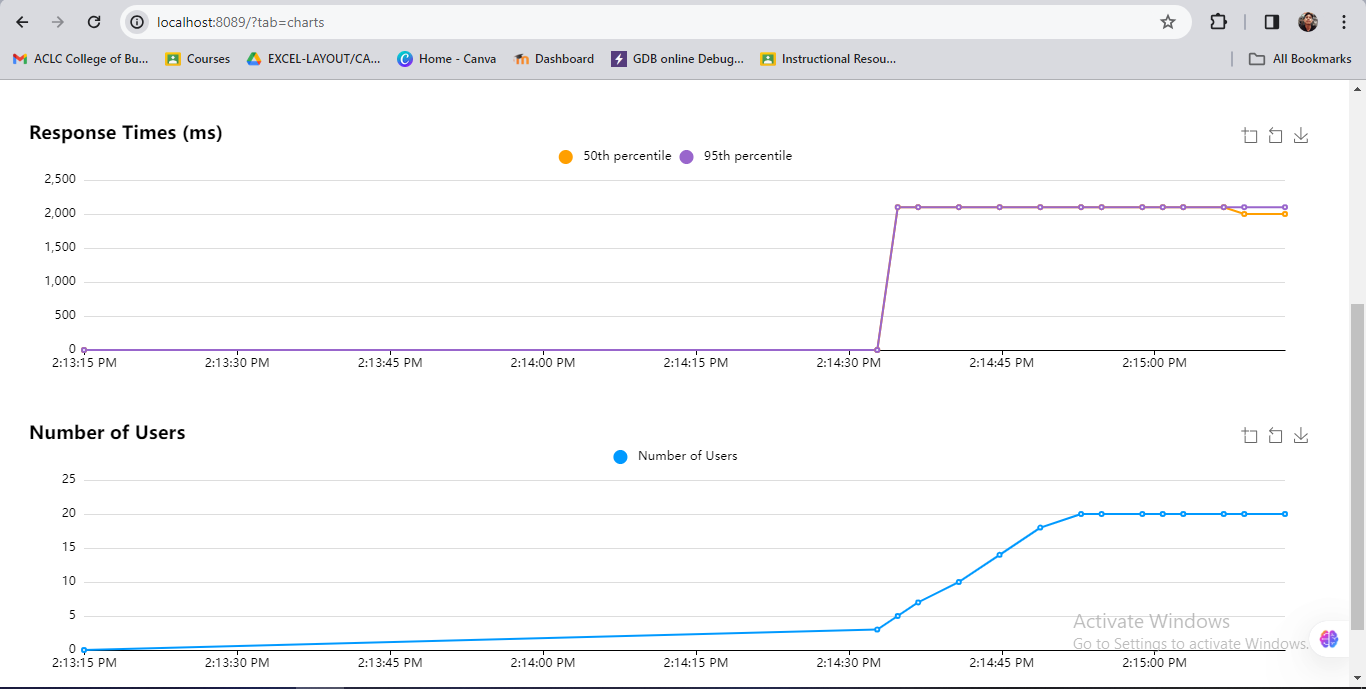 localhost:8089/?tab=charts
ACLC College of Bu... Courses EXCEL-LAYOUT/CA... Home - Canva Dashboard GDB online Debug... Instructional Resou... All Bookmarks
Response Times (ms)
50th percentile 95th percentile
2,500
2,000
1,500
1,000
500
0
2:13:15 PM 2:13:30 PM 2:13:45 PM 2:14:00 PM 2:14:15 PM 2:14:30 PM 2:14:45 PM 2:15:00 PM
Number of Users
Number of Users
25
20
15
10
5
0
2:13:15 PM 2:13:30 PM 2:13:45 PM 2:14:00 PM 2:14:15 PM 2:14:30 PM 2:14:45 PM 2:15:00 PM
Activate Windows
Go to Settings to activate Windows.